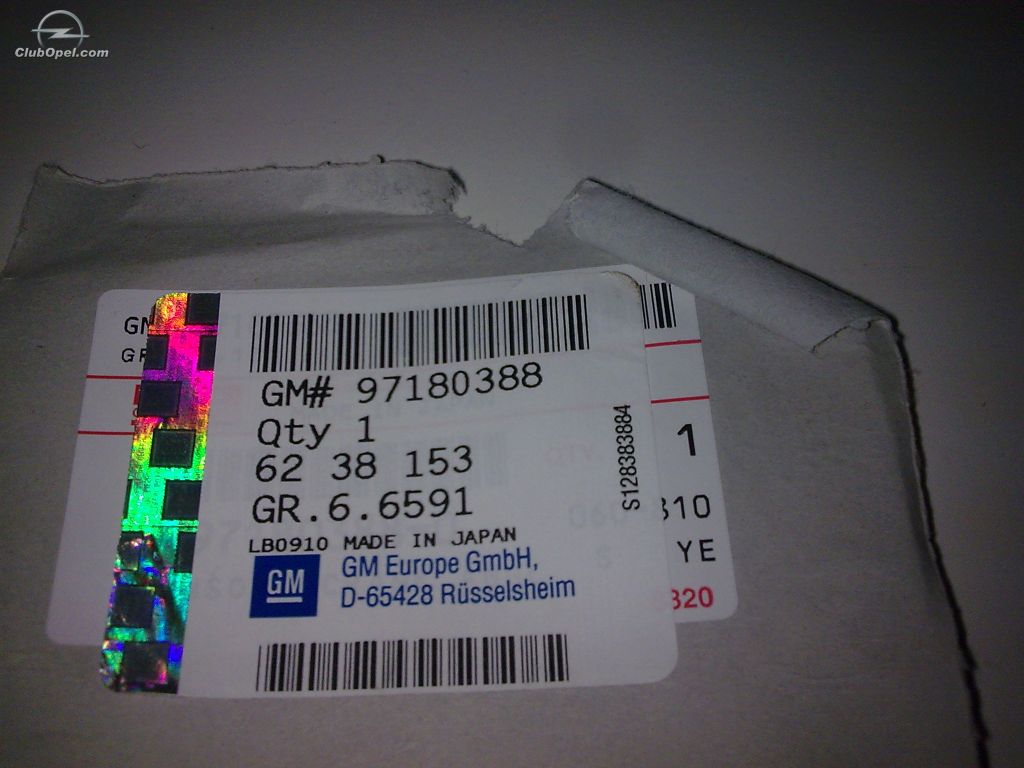 ClubOpel.com
GM# 97180388
Qty 1
62 38 153
GR.6.6591
LB0910 MADE IN JAPAN
GM
GM Europe GmbH,
D-65428 Rüsselsheim
S128383884
1
310
YE
320